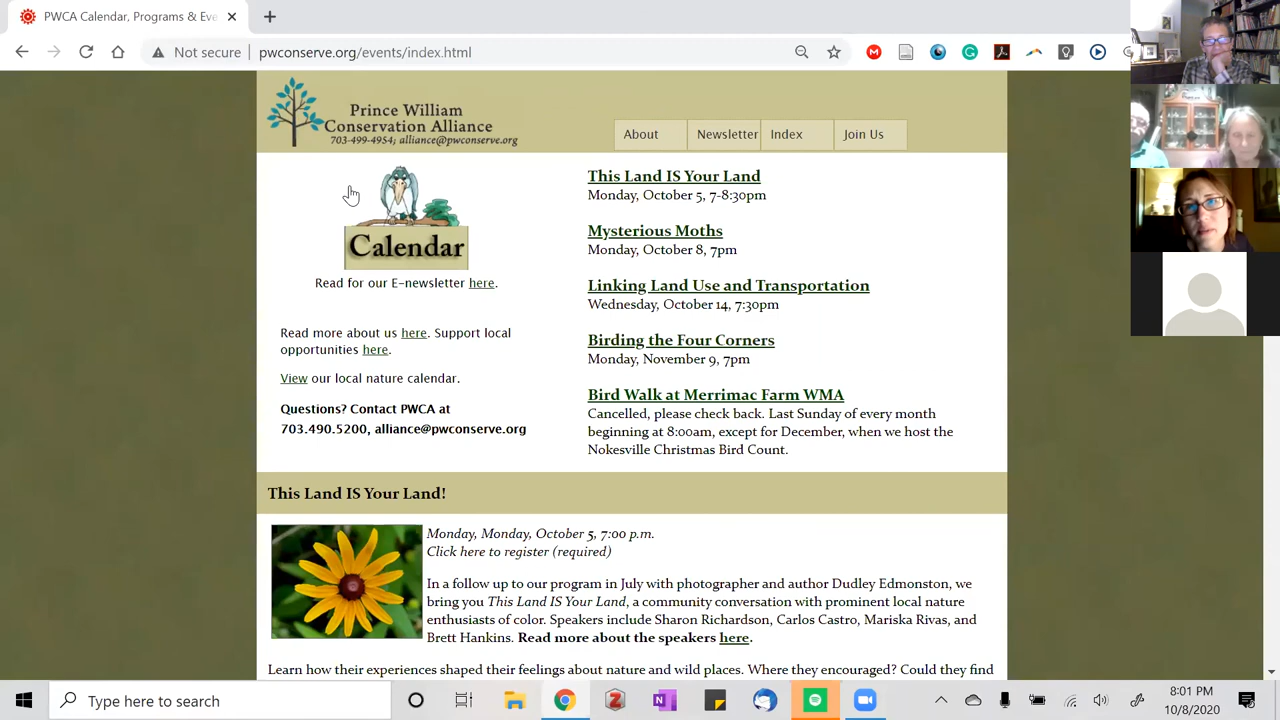 PWCA Calendar, Programs & Eve
Not secure
pwconserve.org/events/index.html
Prince William
Conservation Alliance
703-499-4954; alliance@pwconserve.org
About
Newsletter
Index
Join Us
Calendar
Read for our E-newsletter here.
Read more about us here. Support local
opportunities here.
View our local nature calendar.
Questions? Contact PWCA at
703.490.5200, alliance@pwconserve.org
This Land IS Your Land
Monday, October 5, 7-8:30pm
Mysterious Moths
Monday, October 8, 7pm
Linking Land Use and Transportation
Wednesday, October 14, 7:30pm
Birding the Four Corners
Monday, November 9, 7pm
Bird Walk at Merrimac Farm WMA
Cancelled, please check back. Last Sunday of every month
beginning at 8:00am, except for December, when we host the
Nokesville Christmas Bird Count.
This Land IS Your Land!
Monday, Monday, October 5, 7:00 p.m.
Click here to register (required)
In a follow up to our program in July with photographer and author Dudley Edmonston, we
bring you This Land IS Your Land, a community conversation with prominent local nature
enthusiasts of color. Speakers include Sharon Richardson, Carlos Castro, Mariska Rivas, and
Brett Hankins. Read more about the speakers here.
Learn how their experiences shaped their feelings about nature and wild places. Where they encouraged? Could they find
Type here to search
8:01 PM
10/8/2020